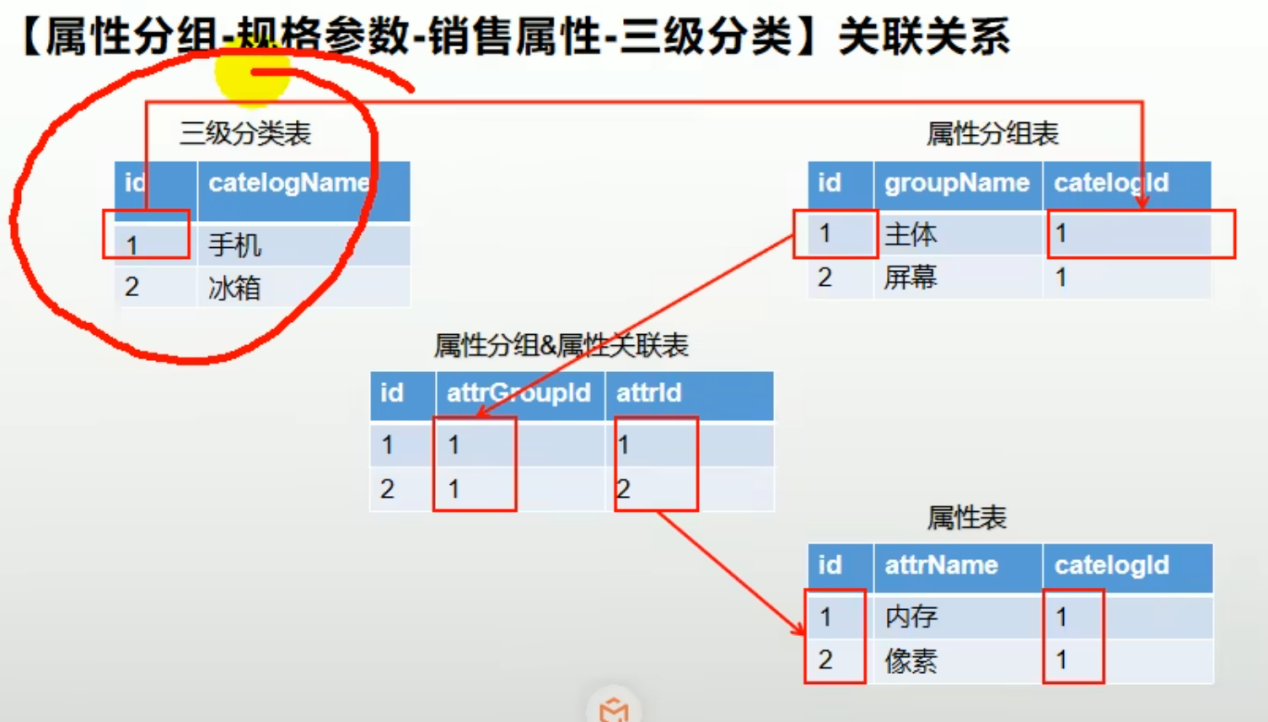 【属性分组-规格参数-销售属性-三级分类】关联关系
三级分类表
id catelogName
1 手机
2 冰箱
属性分组表
id groupName catelogId
1 主体 1
2 屏幕 1
属性分组&属性关联表
id attrGroupId attrId
1 1 1
2 1 2
属性表
id attrName catelogId
1 内存 1
2 像素 1